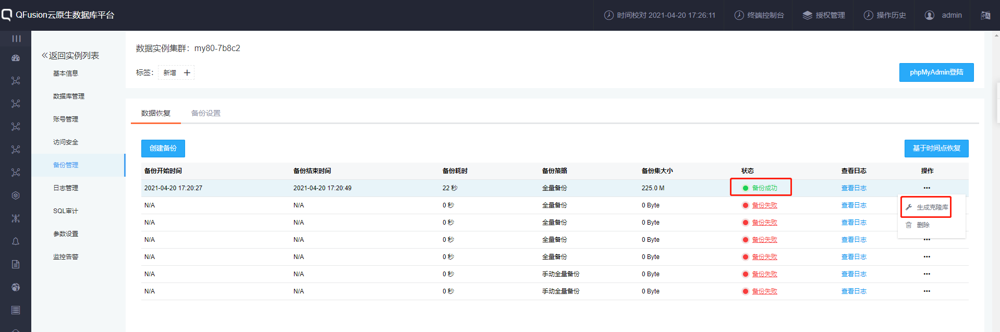 QFusion云原生数据库平台
时间校对 2021-04-20 17:26:11
终端控制台
授权管理
操作历史
admin
«返回实例列表
基本信息
数据库管理
账号管理
访问安全
备份管理
日志管理
SQL审计
参数设置
监控告警
数据实例集群：my80-7b8c2
标签： 新增 +
phpMyAdmin登陆
数据恢复 备份设置
创建备份 基于时间点恢复
备份开始时间 备份结束时间 备份耗时 备份策略 备份集大小 状态 查看日志 操作
2021-04-20 17:20:27 2021-04-20 17:20:49 22 秒 全量备份 225.0 M 备份成功 查看日志 •••
N/A N/A 0 秒 全量备份 0 Byte 备份失败 查看日志
生成克隆库
N/A N/A 0 秒 全量备份 0 Byte 备份失败 查看日志
删除
N/A N/A 0 秒 全量备份 0 Byte 备份失败 查看日志 •••
N/A N/A 0 秒 全量备份 0 Byte 备份失败 查看日志 •••
N/A N/A 0 秒 手动全量备份 0 Byte 备份失败 查看日志 •••
N/A N/A 0 秒 手动全量备份 0 Byte 备份失败 查看日志 •••